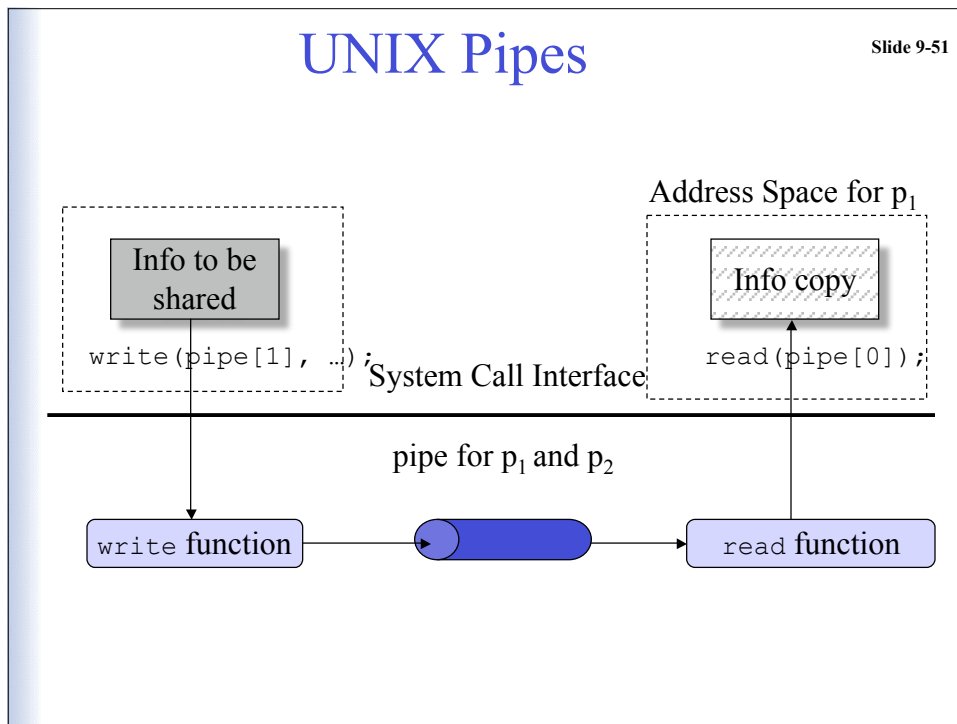 UNIX Pipes
Slide 9-51
Address Space for p₁
Info to be
shared
Info copy
write(pipe[1], …);
read(pipe[0]);
System Call Interface
pipe for p₁ and p₂
write function
read function